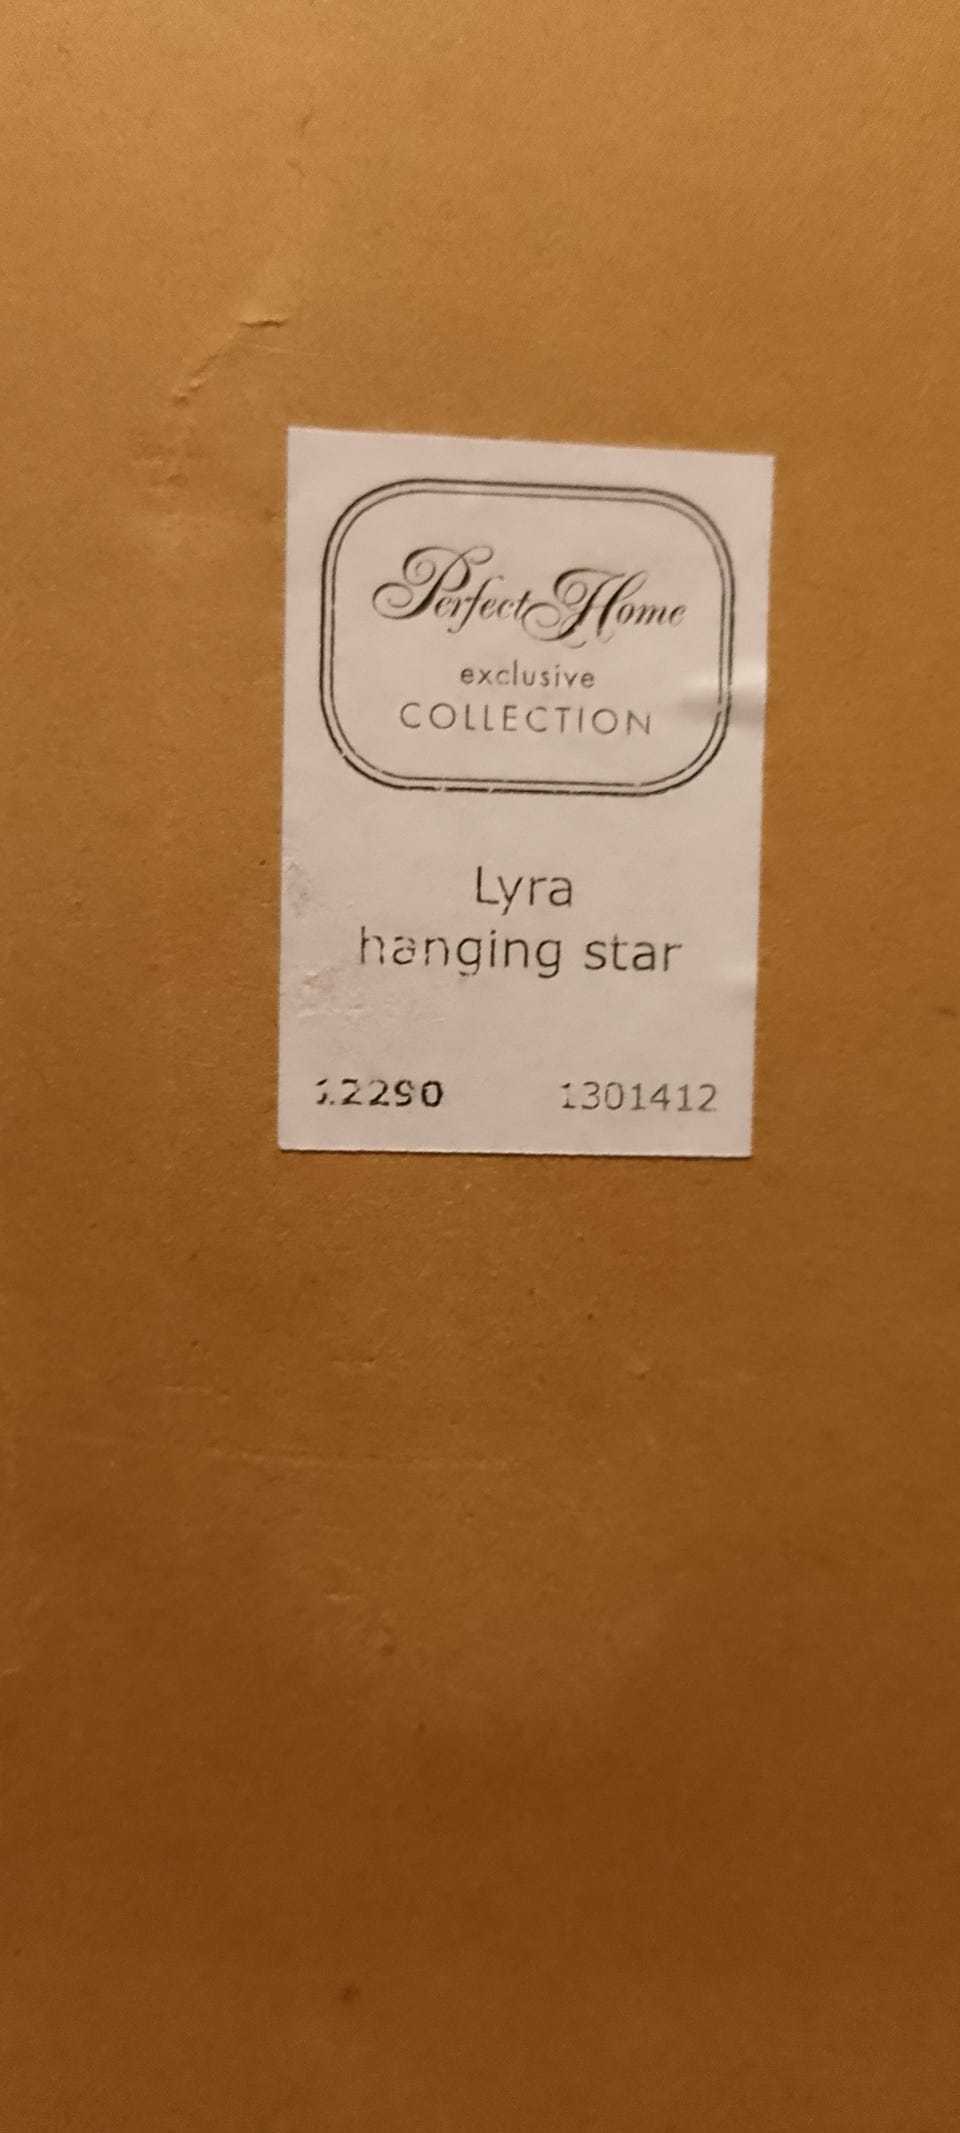 Perfect Home
exclusive
COLLECTION
Lyra
hanging star
1301412